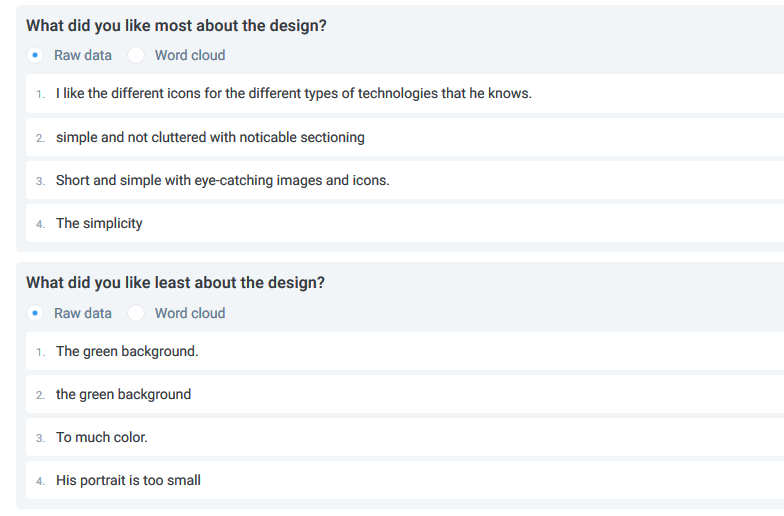 What did you like most about the design?
Raw data Word cloud
1. I like the different icons for the different types of technologies that he knows.
2. simple and not cluttered with noticable sectioning
3. Short and simple with eye-catching images and icons.
4. The simplicity
What did you like least about the design?
Raw data Word cloud
1. The green background.
2. the green background
3. To much color.
4. His portrait is too small